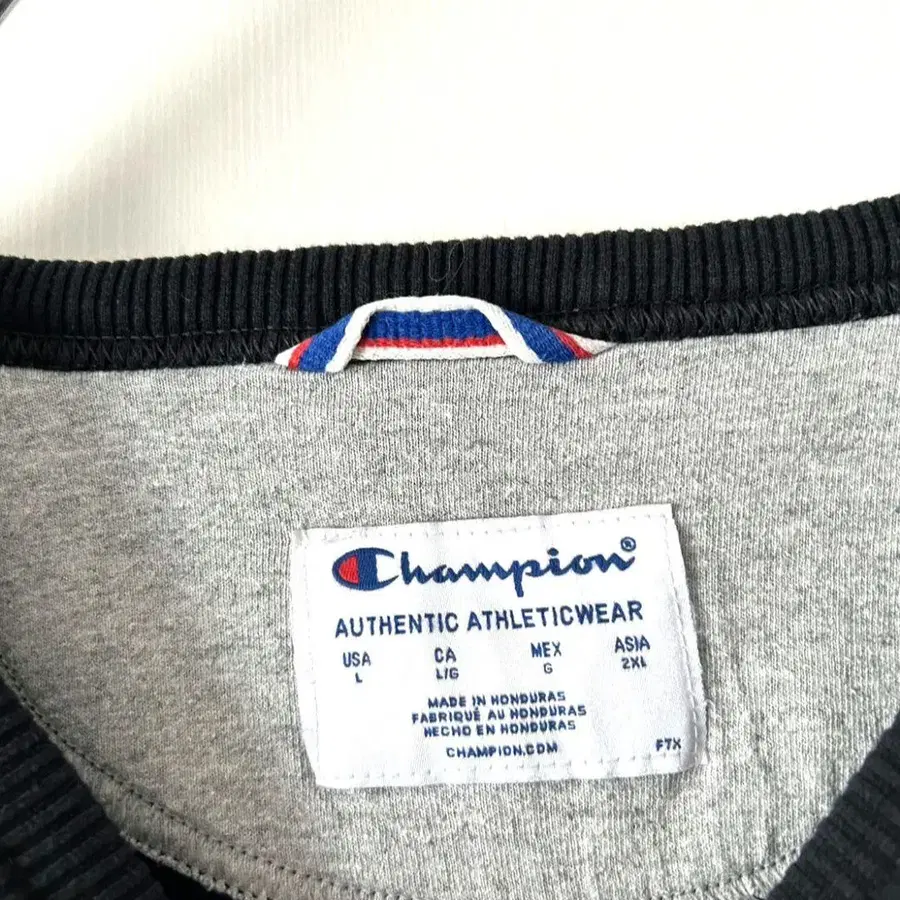 Champion®
AUTHENTIC ATHLETICWEAR
USA CA MEX ASIA
L L/G G 2XL
MADE IN HONDURAS
FABRIQUÉ AU HONDURAS
HECHO EN HONDURAS
CHAMPION.COM F7X